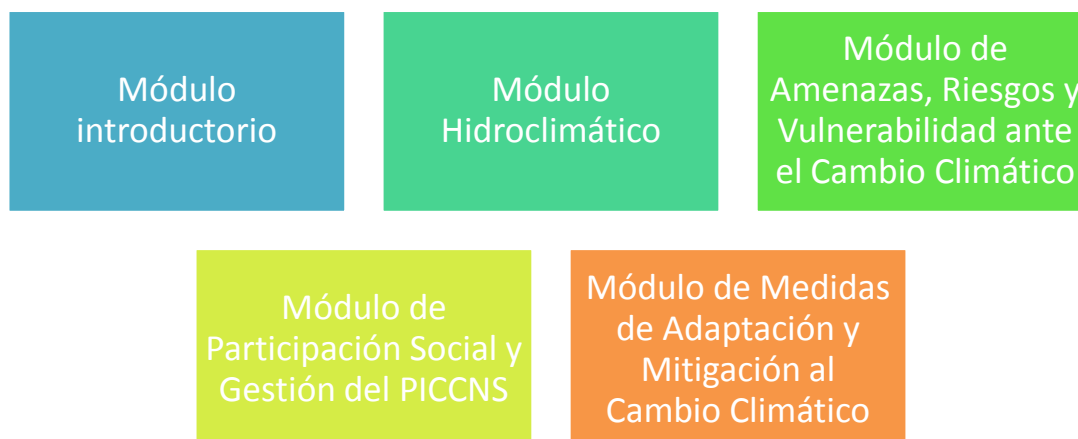 Módulo
introductorio
Módulo
Hidroclimático
Módulo de
Amenazas, Riesgos y
Vulnerabilidad ante
el Cambio Climático
Módulo de
Participación Social y
Gestión del PICCNS
Módulo de Medidas
de Adaptación y
Mitigación al
Cambio Climático